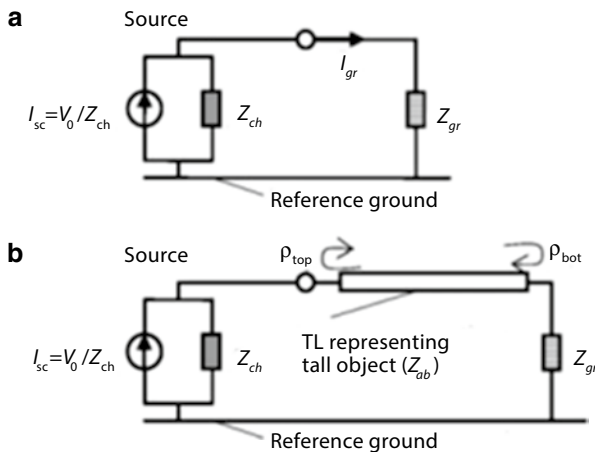 a
Source
I_gr
I_sc=V_0/Z_ch
Z_ch
Z_gr
Reference ground
b
Source
ρ_top
ρ_bot
I_sc=V_0/Z_ch
Z_ch
TL representing
tall object (Z_ab)
Z_gr
Reference ground